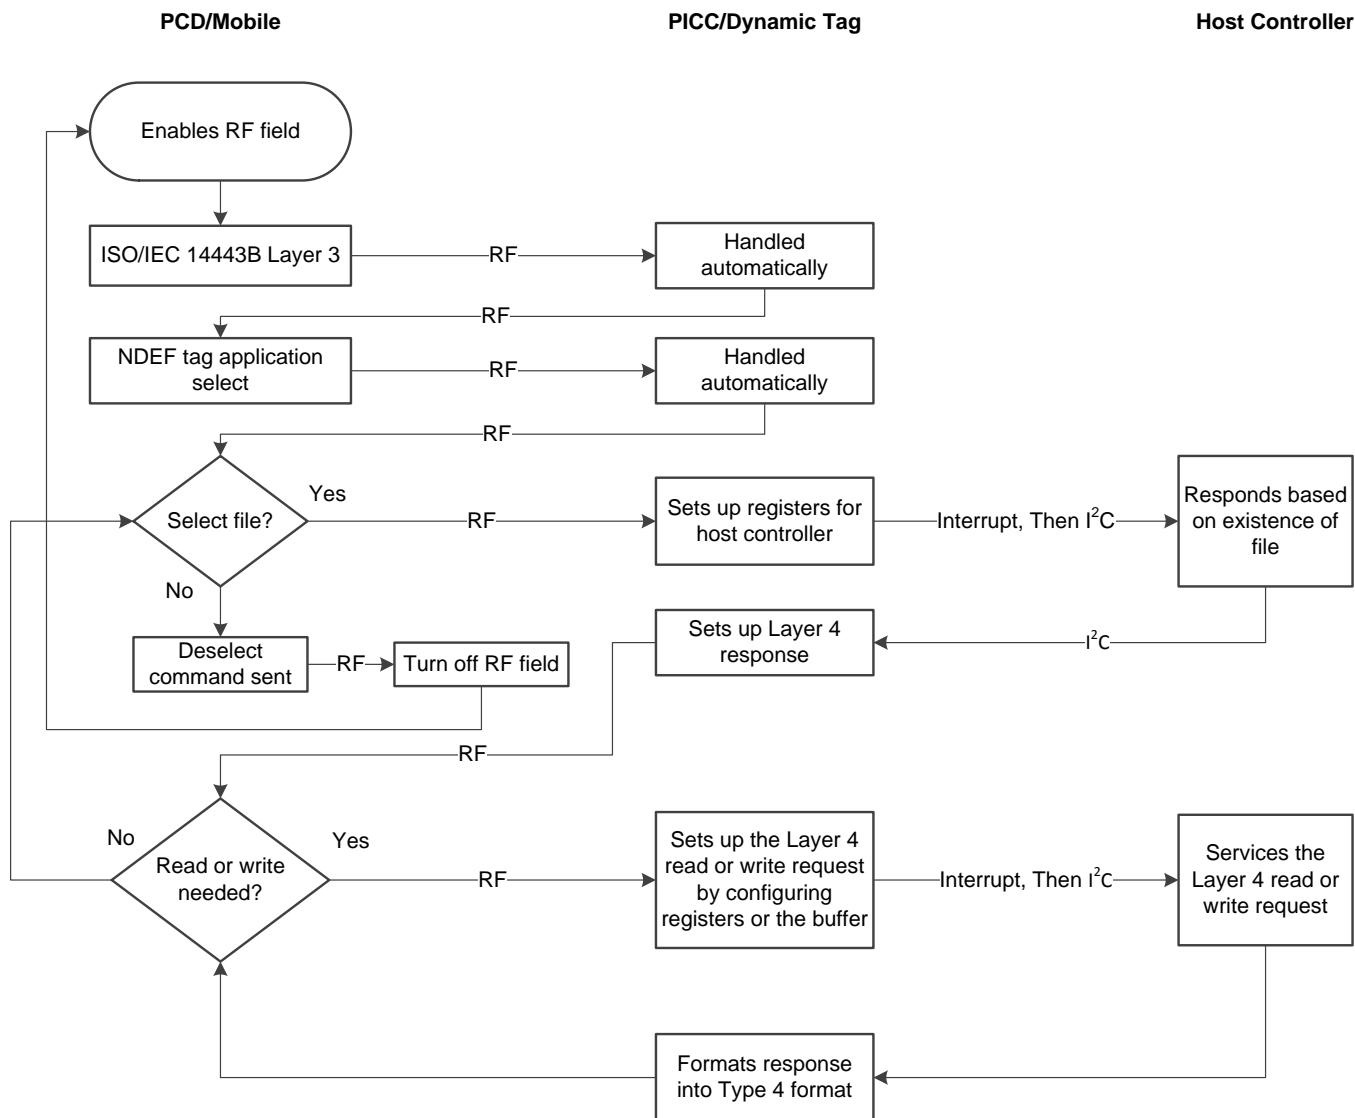 PCD/Mobile
PICC/Dynamic Tag
Host Controller
Enables RF field
ISO/IEC 14443B Layer 3
RF
Handled
automatically
RF
NDEF tag application
select
RF
Handled
automatically
RF
Select file?
Yes
RF
Sets up registers for
host controller
Interrupt, Then I²C
Responds based
on existence of
file
No
Deselect
command sent
RF
Turn off RF field
Sets up Layer 4
response
I²C
RF
No
Read or write
needed?
Yes
RF
Sets up the Layer 4
read or write request
by configuring
registers or the buffer
Interrupt, Then I²C
Services the
Layer 4 read or
write request
Formats response
into Type 4 format